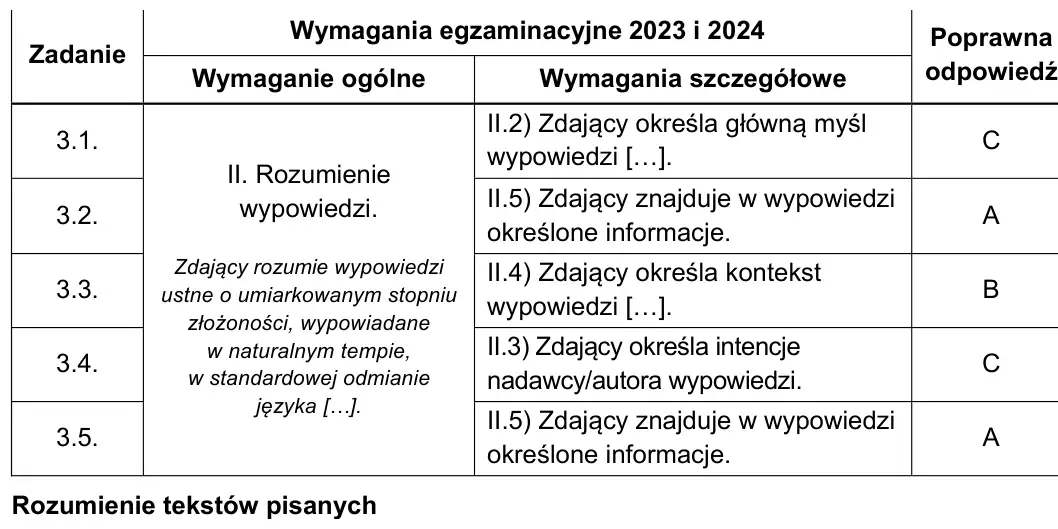 Zadanie
Wymagania egzaminacyjne 2023 i 2024
Poprawna
odpowiedź
Wymaganie ogólne
Wymagania szczegółowe
3.1.
II. Rozumienie
wypowiedzi.
Zdający rozumie wypowiedzi
ustne o umiarkowanym stopniu
złożoności, wypowiadane
w naturalnym tempie,
w standardowej odmianie
języka […].
II.2) Zdający określa główną myśl
wypowiedzi […].
C
3.2.
II.5) Zdający znajduje w wypowiedzi
określone informacje.
A
3.3.
II.4) Zdający określa kontekst
wypowiedzi […].
B
3.4.
II.3) Zdający określa intencje
nadawcy/autora wypowiedzi.
C
3.5.
II.5) Zdający znajduje w wypowiedzi
określone informacje.
A
Rozumienie tekstów pisanych